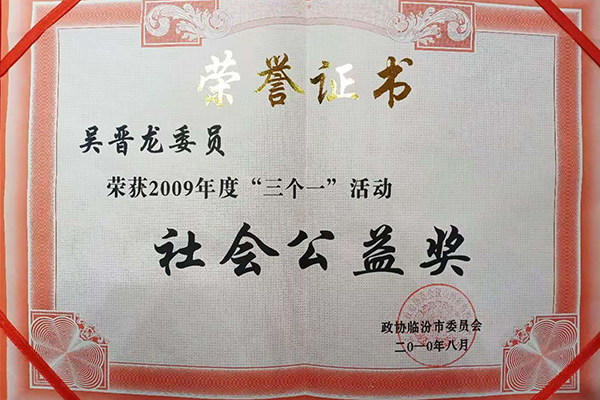 荣誉证书
吴晋龙委员
荣获2009年度“三个一”活动
社会公益奖
政协临汾市委员会
二〇一〇年八月